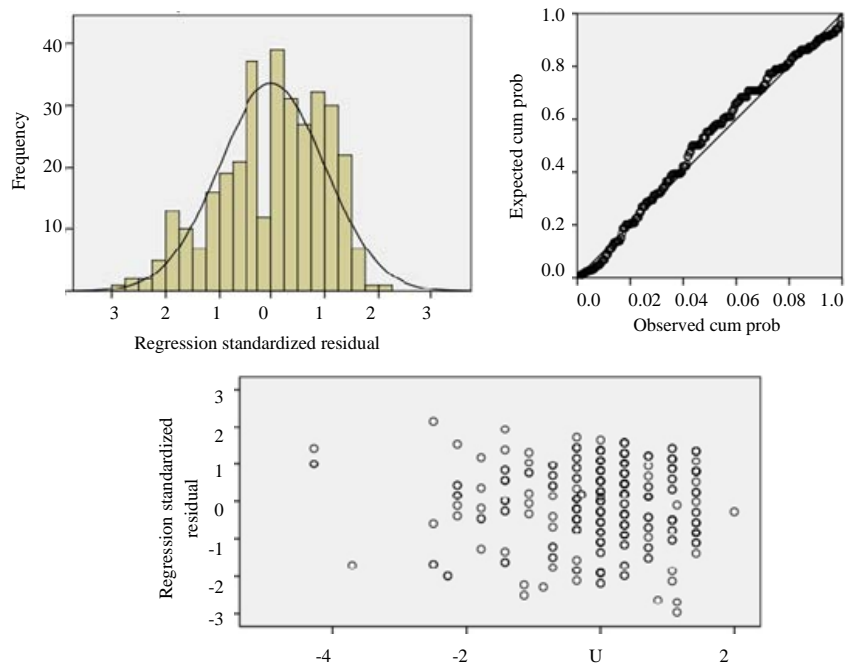 Frequency
40
30
20
10
3 2 1 0 1 2 3
Regression standardized residual
Expected cum prob
1.0
0.8
0.6
0.4
0.2
0.0
0.0 0.02 0.04 0.06 0.08 1.0
Observed cum prob
Regression standardized
residual
3
2
1
0
-1
-2
-3
-4 -2 U 2